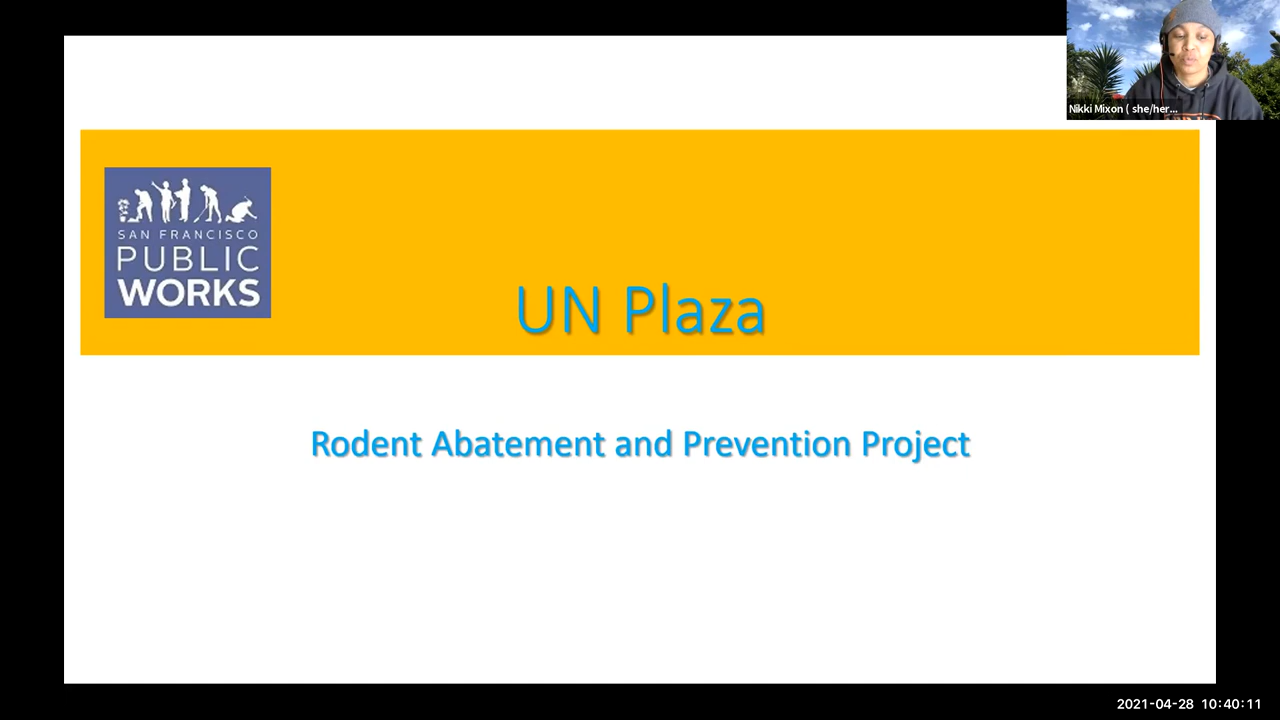 Nikki Mixon ( she/her...
SAN FRANCISCO
PUBLIC
WORKS
UN Plaza
Rodent Abatement and Prevention Project
2021-04-28 10:40:11